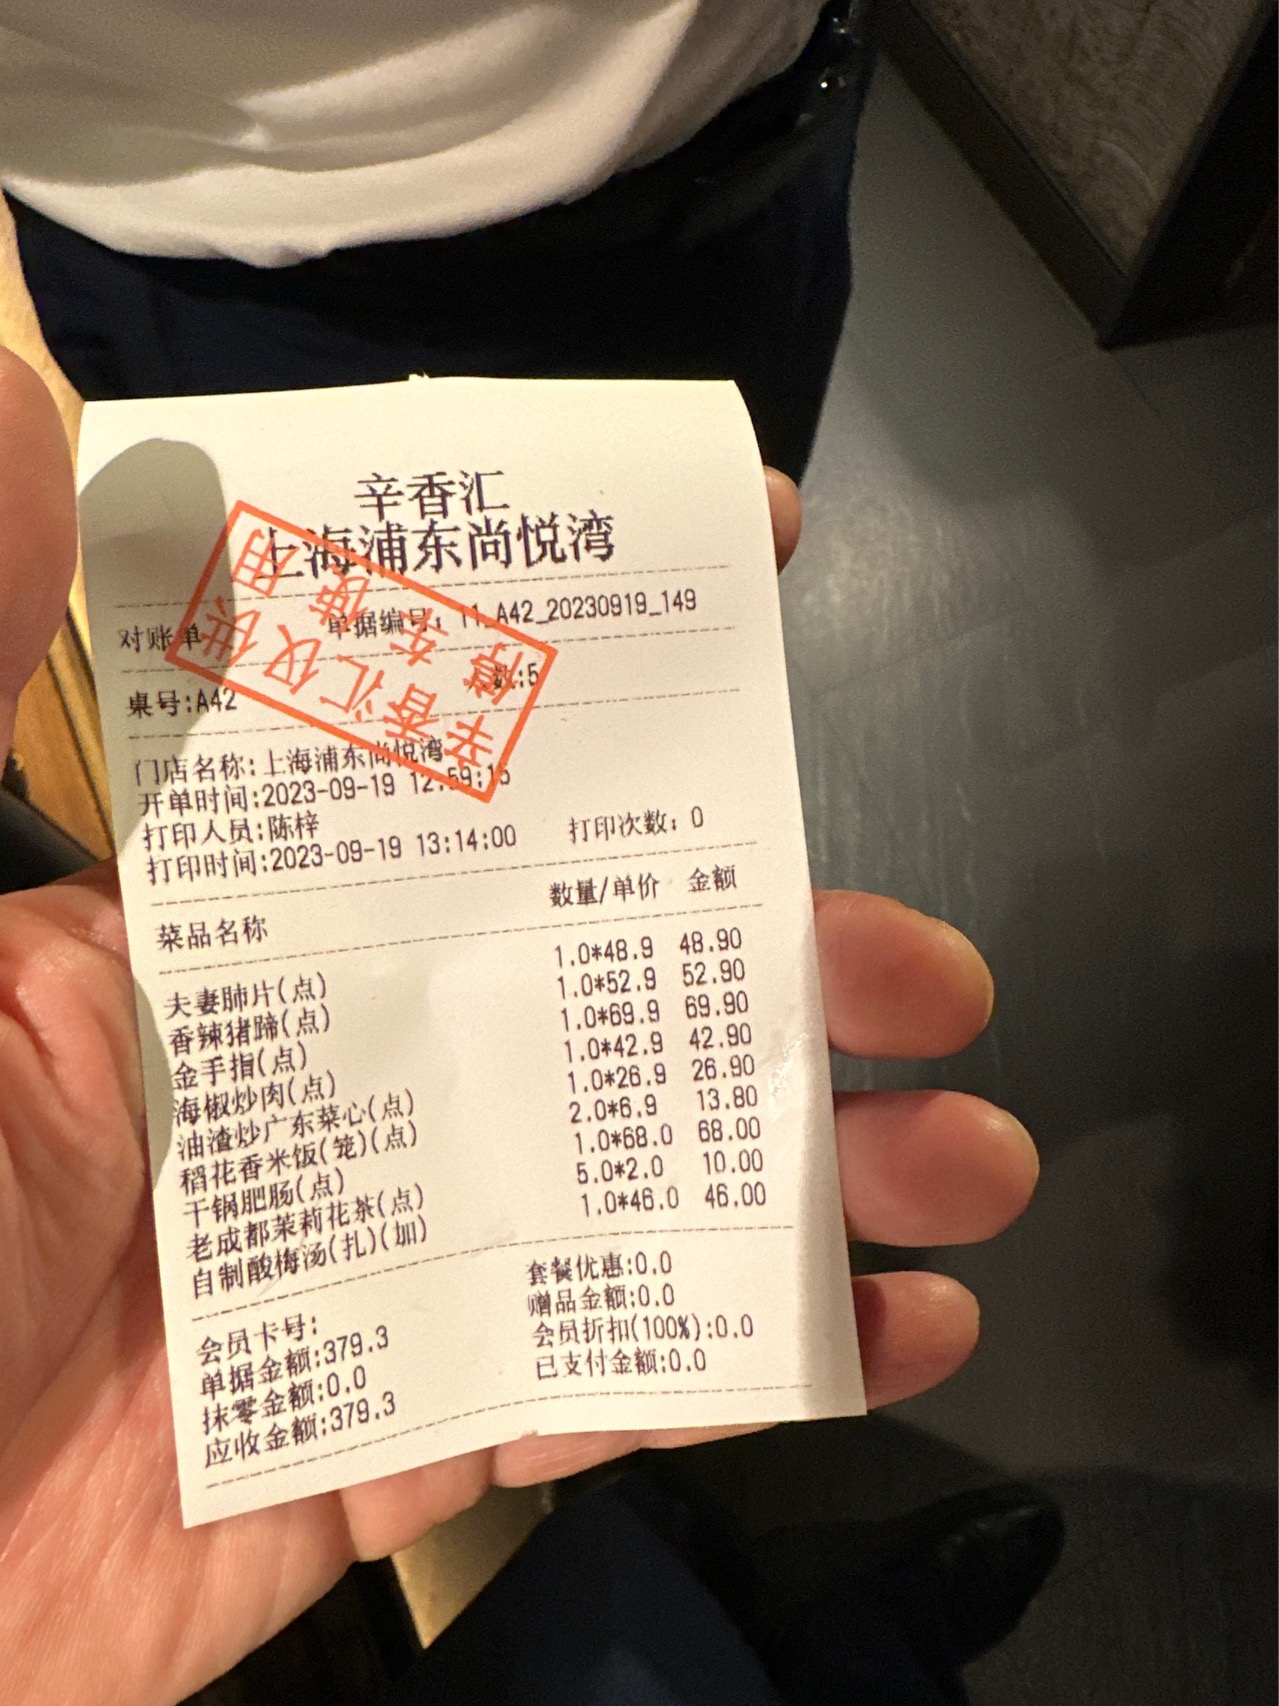 辛香汇
上海浦东尚悦湾
对账单 单据编号: 11_A42_20230919_149
桌号:A42 数:5
辛香汇仅供
停车使用
门店名称:上海浦东尚悦湾
开单时间:2023-09-19 12:59:15
打印人员:陈梓
打印时间:2023-09-19 13:14:00 打印次数: 0
菜品名称 数量/单价 金额
夫妻肺片(点) 1.0*48.9 48.90
香辣猪蹄(点) 1.0*52.9 52.90
金手指(点) 1.0*69.9 69.90
海椒炒肉(点) 1.0*42.9 42.90
油渣炒广东菜心(点) 1.0*26.9 26.90
稻花香米饭(笼)(点) 2.0*6.9 13.80
干锅肥肠(点) 1.0*68.0 68.00
老成都茉莉花茶(点) 5.0*2.0 10.00
自制酸梅汤(扎)(加) 1.0*46.0 46.00
会员卡号: 套餐优惠:0.0
单据金额:379.3 赠品金额:0.0
抹零金额:0.0 会员折扣(100%):0.0
应收金额:379.3 已支付金额:0.0